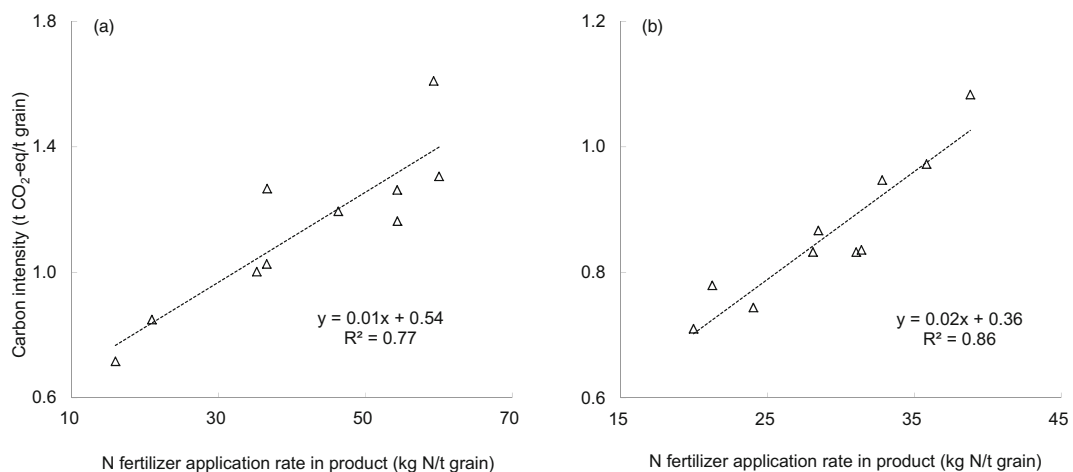 (a)
Carbon intensity (t CO₂-eq/t grain)
1.8
1.4
1.0
0.6
y = 0.01x + 0.54
R² = 0.77
10
30
50
70
N fertilizer application rate in product (kg N/t grain)
(b)
1.2
1.0
0.8
0.6
y = 0.02x + 0.36
R² = 0.86
15
25
35
45
N fertilizer application rate in product (kg N/t grain)